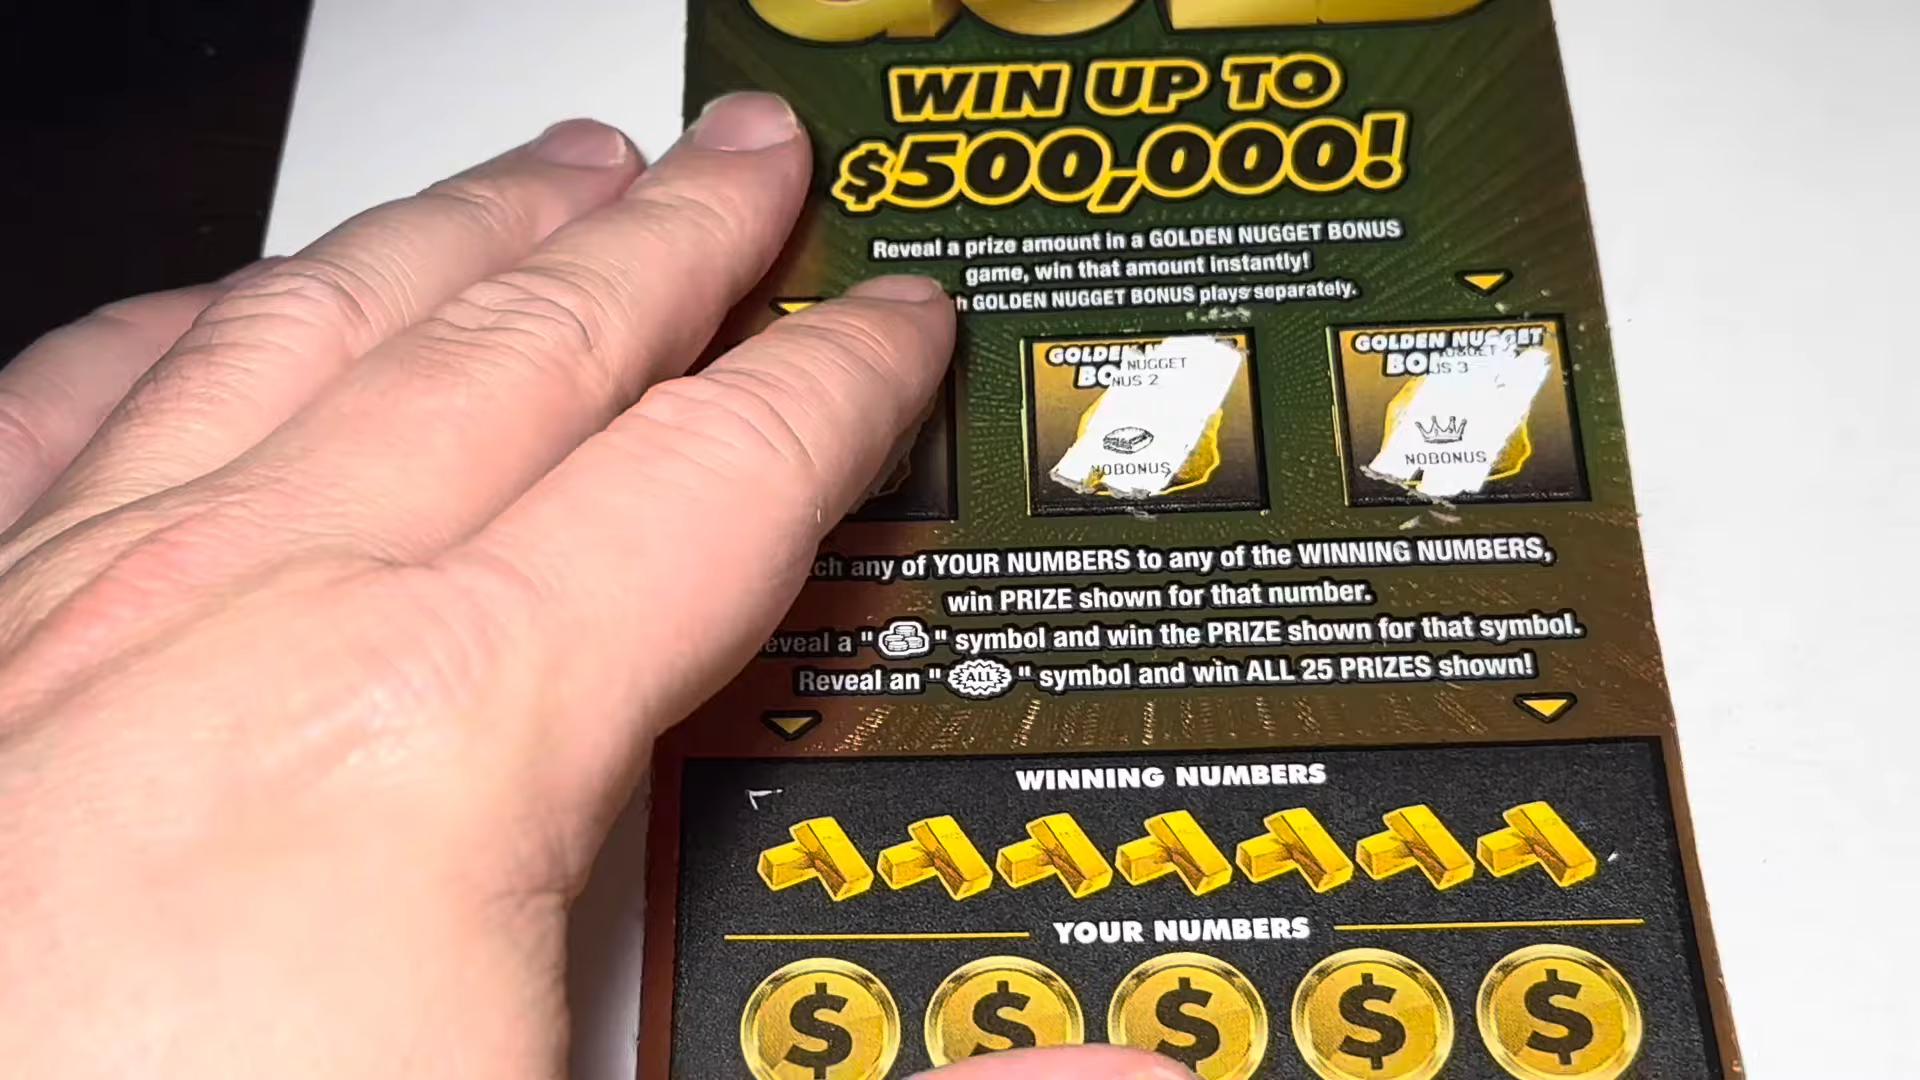 WIN UP TO
$500,000!
Reveal a prize amount in a GOLDEN NUGGET BONUS
game, win that amount instantly!
GOLDEN NUGGET BONUS plays separately.
NUGGET
NUS 2
NOBONUS
GOLDEN NUGGET
BO
US 3
NOBONUS
any of YOUR NUMBERS to any of the WINNING NUMBERS,
win PRIZE shown for that number.
Reveal a " " symbol and win the PRIZE shown for that symbol.
Reveal an " ALL " symbol and win ALL 25 PRIZES shown!
WINNING NUMBERS
YOUR NUMBERS
$ $ $ $ $